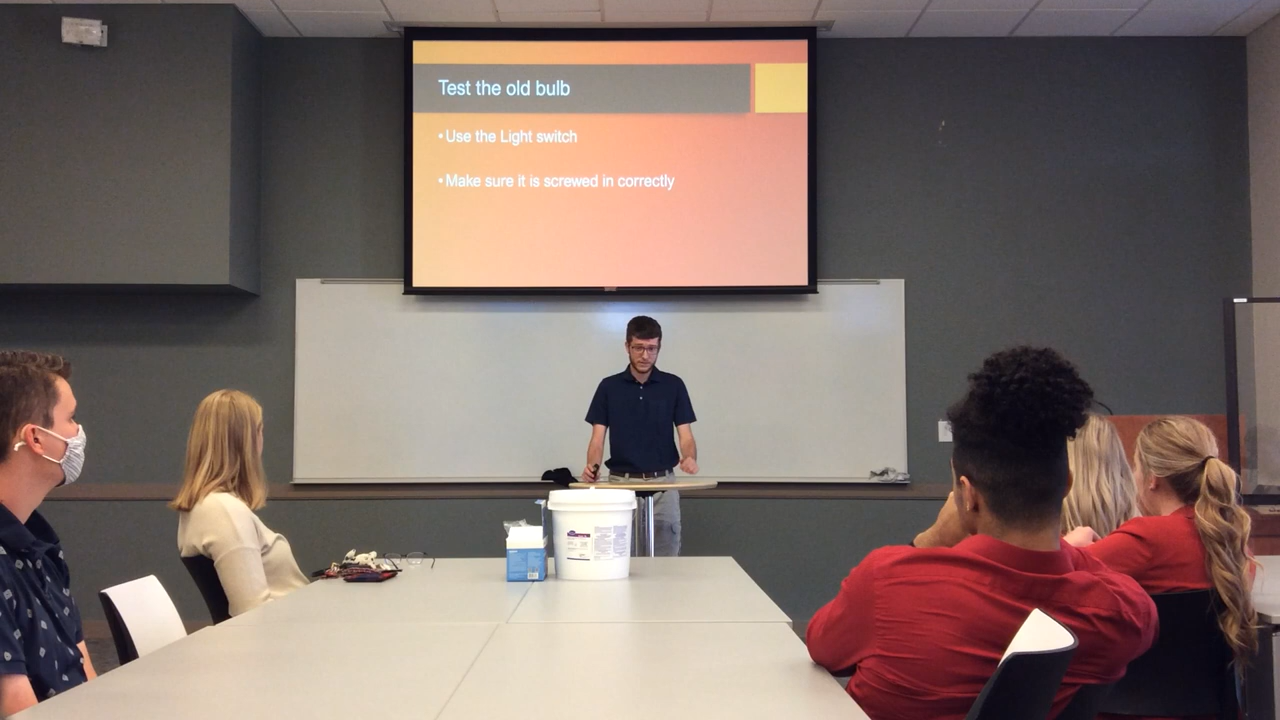 Test the old bulb
• Use the Light switch
• Make sure it is screwed in correctly